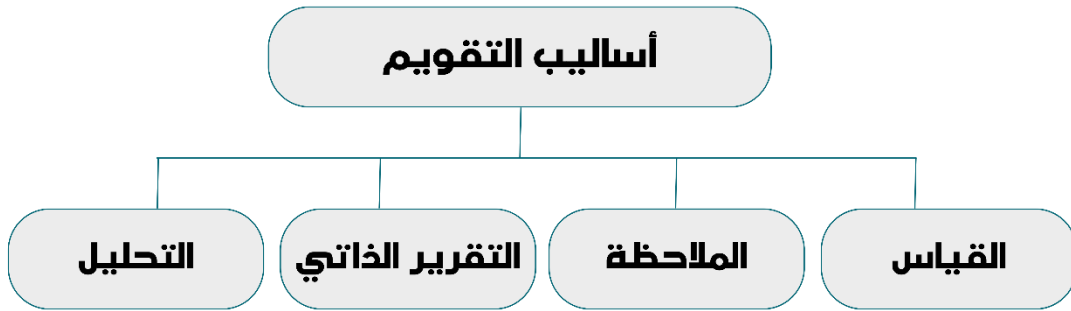 أساليب التقويم
القياس
الملاحظة
التقرير الذاتي
التحليل